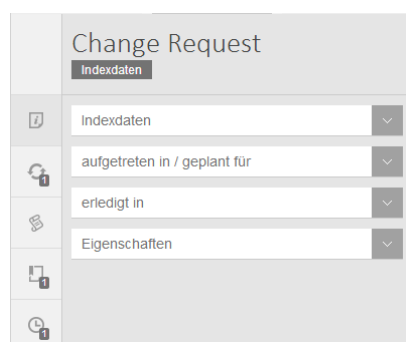 Change Request
Indexdaten
Indexdaten
aufgetreten in / geplant für
1
erledigt in
Eigenschaften
1
1